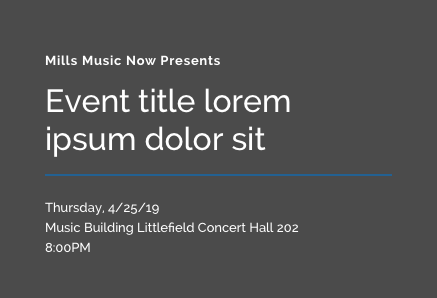 Mills Music Now Presents
Event title lorem
ipsum dolor sit
Thursday, 4/25/19
Music Building Littlefield Concert Hall 202
8:00PM